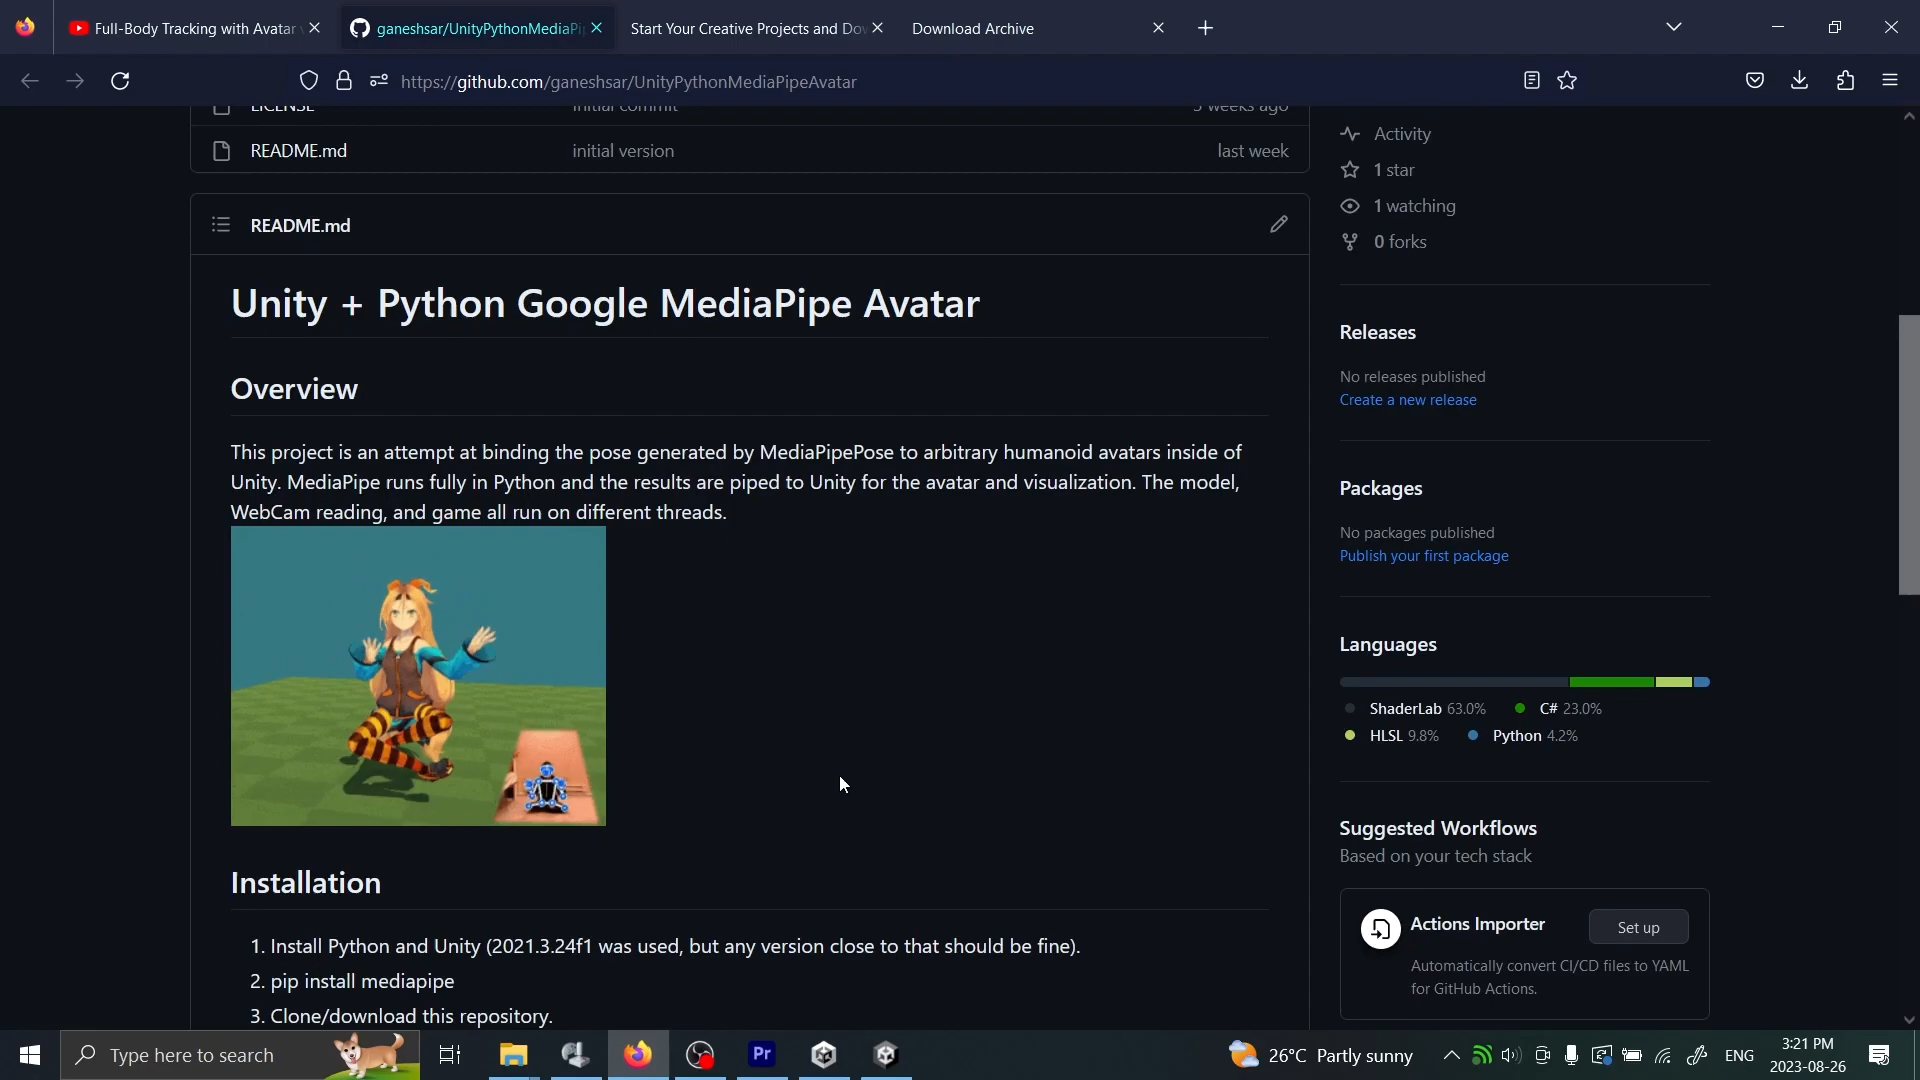 Full-Body Tracking with Avatar
ganeshsar/UnityPythonMediaPi
Start Your Creative Projects and Dow
Download Archive
https://github.com/ganeshsar/UnityPythonMediaPipeAvatar
LICENSE initial commit 3 weeks ago
README.md initial version last week
README.md
Unity + Python Google MediaPipe Avatar
Overview
This project is an attempt at binding the pose generated by MediaPipePose to arbitrary humanoid avatars inside of
Unity. MediaPipe runs fully in Python and the results are piped to Unity for the avatar and visualization. The model,
WebCam reading, and game all run on different threads.
Installation
1. Install Python and Unity (2021.3.24f1 was used, but any version close to that should be fine).
2. pip install mediapipe
3. Clone/download this repository.
Activity
1 star
1 watching
0 forks
Releases
No releases published
Create a new release
Packages
No packages published
Publish your first package
Languages
ShaderLab 63.0% C# 23.0%
HLSL 9.8% Python 4.2%
Suggested Workflows
Based on your tech stack
Actions Importer
Set up
Automatically convert CI/CD files to YAML
for GitHub Actions.
Type here to search
Pr
26°C Partly sunny
ENG
3:21 PM
2023-08-26